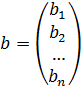 b = ( b₁
b₂
...
bₙ )